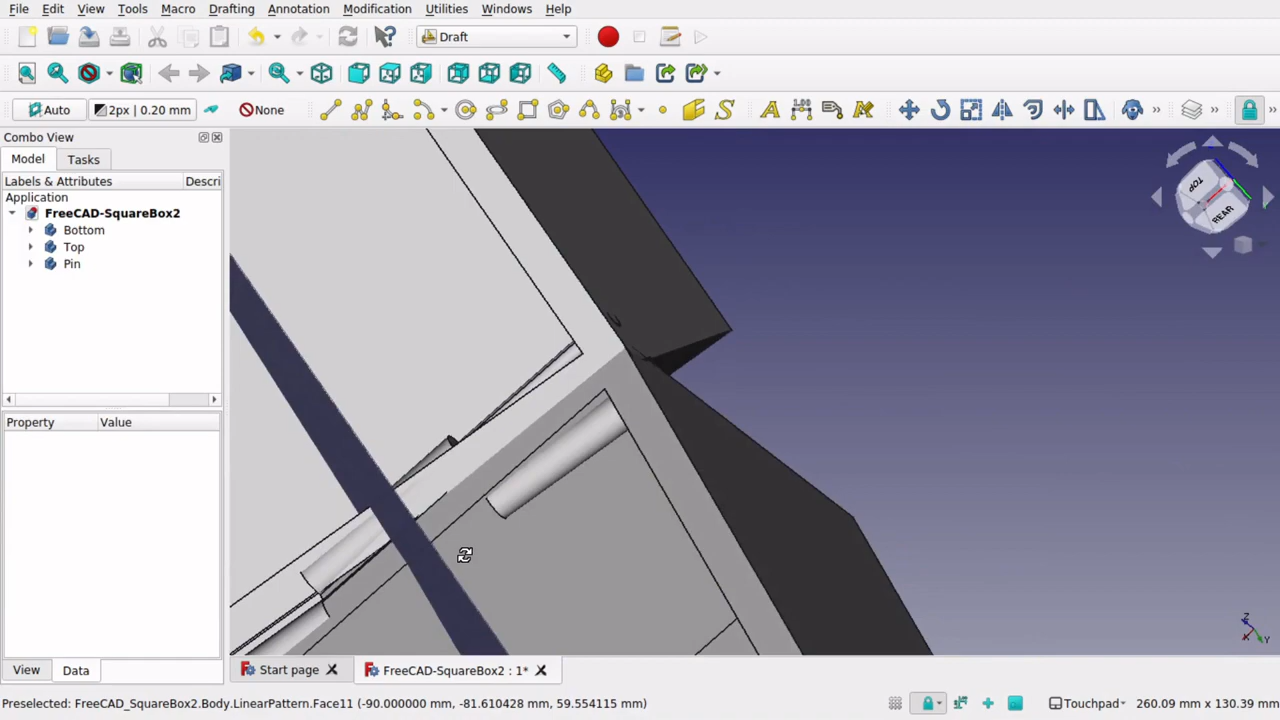 File Edit View Tools Macro Drafting Annotation Modification Utilities Windows Help
Draft
Auto 2px | 0.20 mm None
Combo View
Model Tasks
Labels & Attributes Descri
Application
FreeCAD-SquareBox2
Bottom
Top
Pin
Property Value
View Data
TOP
REAR
Z
Y
Start page FreeCAD-SquareBox2 : 1*
Preselected: FreeCAD_SquareBox2.Body.LinearPattern.Face11 (-90.000000 mm, -81.610428 mm, 59.554115 mm) Touchpad 260.09 mm x 130.39 mm